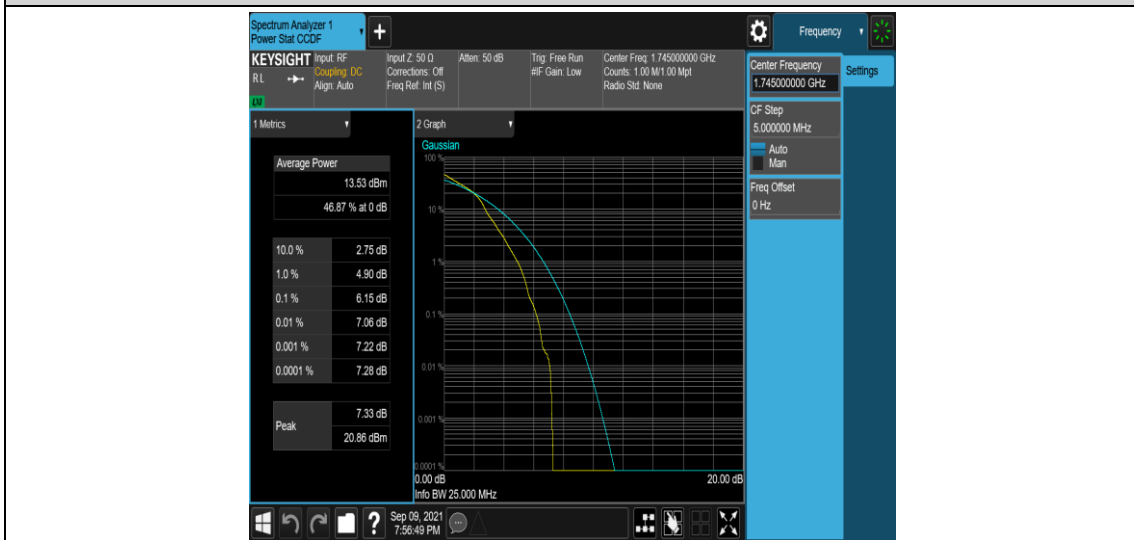 Spectrum Analyzer 1
Power Stat CCDF
+
Frequency
KEYSIGHT
RL
LXI
Input: RF
Coupling: DC
Align: Auto
Input Z: 50 Ω
Corrections: Off
Freq Ref: Int (S)
Atten: 50 dB
Trig: Free Run
#IF Gain: Low
Center Freq: 1.745000000 GHz
Counts: 1.00 M/1.00 Mpt
Radio Std: None
Center Frequency
1.745000000 GHz
Settings
CF Step
5.000000 MHz
Auto
Man
Freq Offset
0 Hz
1 Metrics
Average Power
13.53 dBm
46.87 % at 0 dB
10.0 % 2.75 dB
1.0 % 4.90 dB
0.1 % 6.15 dB
0.01 % 7.06 dB
0.001 % 7.22 dB
0.0001 % 7.28 dB
Peak
7.33 dB
20.86 dBm
2 Graph
Gaussian
100 %
10 %
1 %
0.1 %
0.01 %
0.001 %
0.0001 %
0.00 dB 20.00 dB
Info BW 25.000 MHz
?
Sep 09, 2021
7:56:49 PM